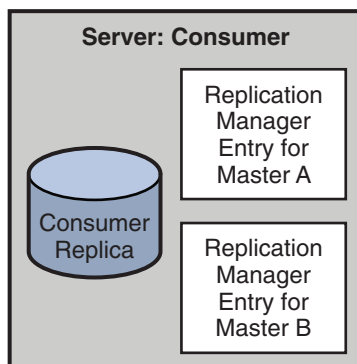 Server: Consumer
Replication
Manager
Entry for
Master A
Consumer
Replica
Replication
Manager
Entry for
Master B